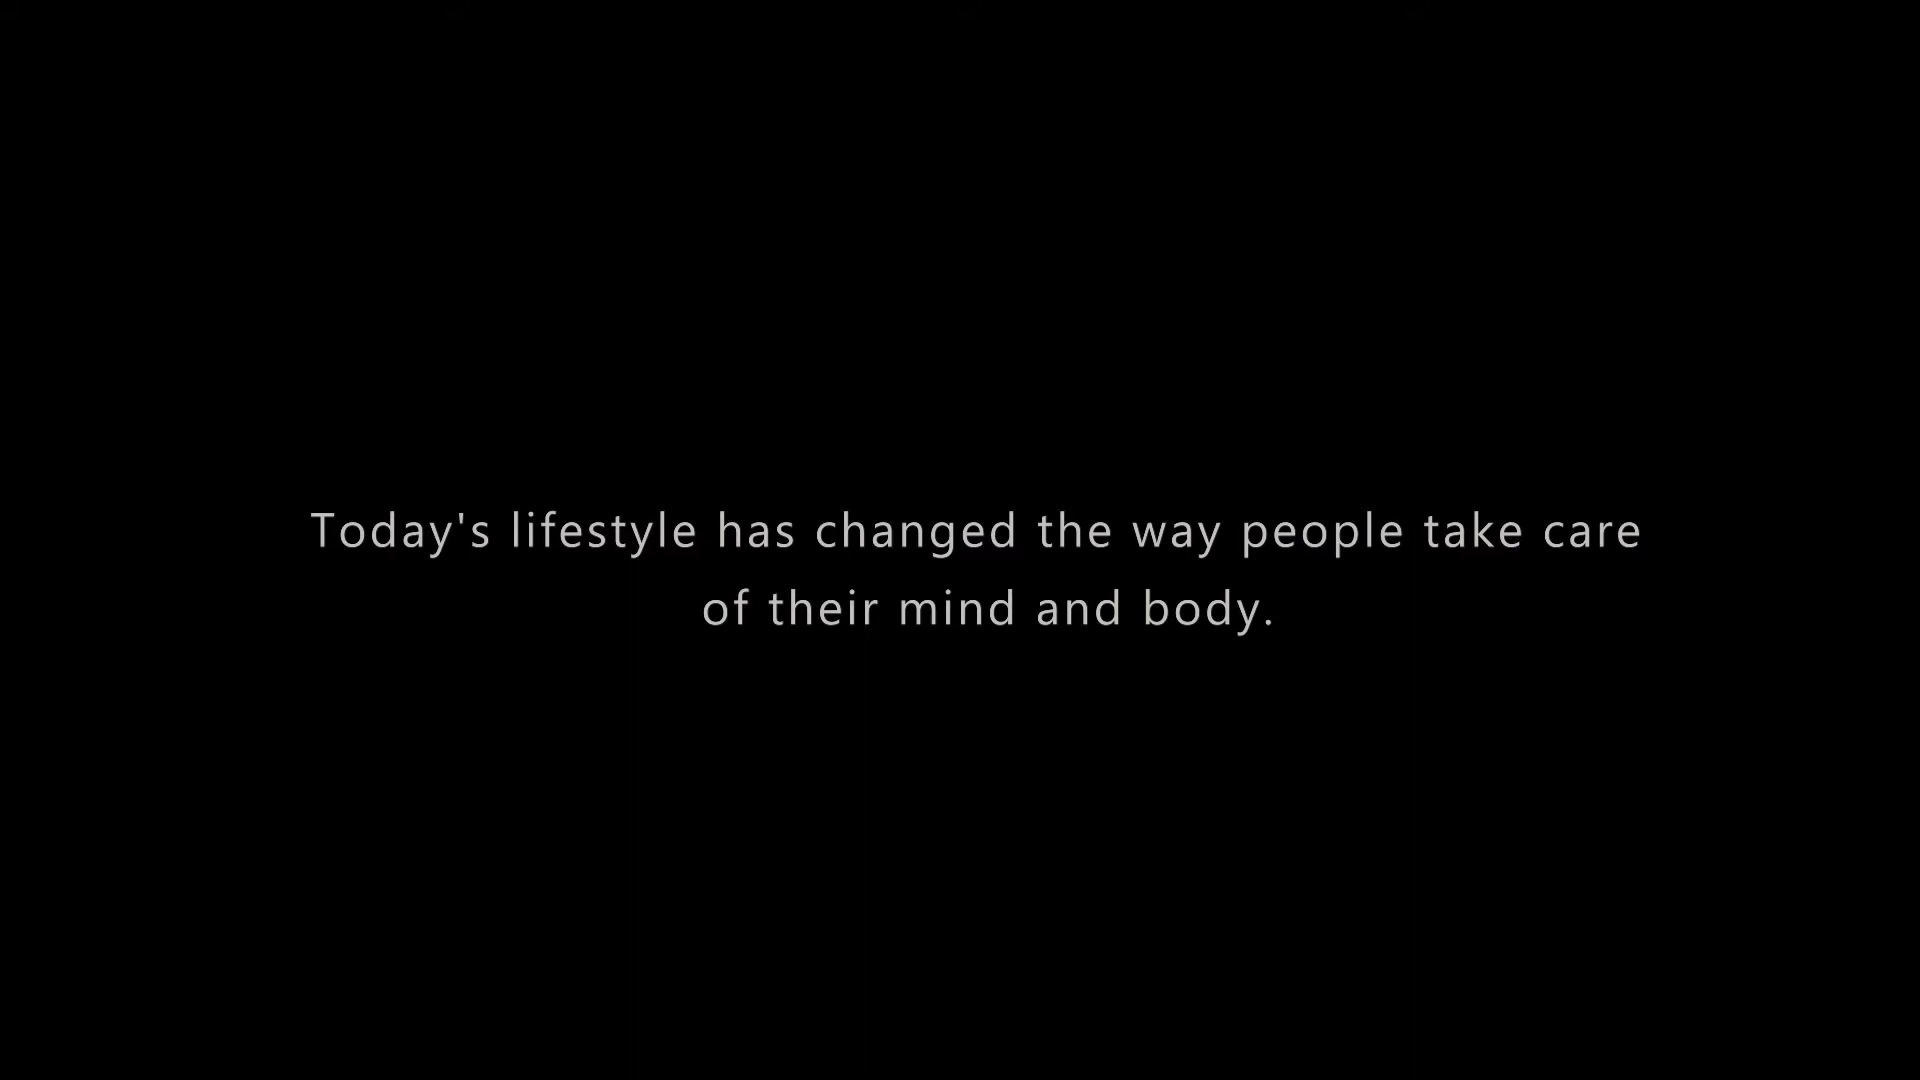 Today's lifestyle has changed the way people take care
of their mind and body.